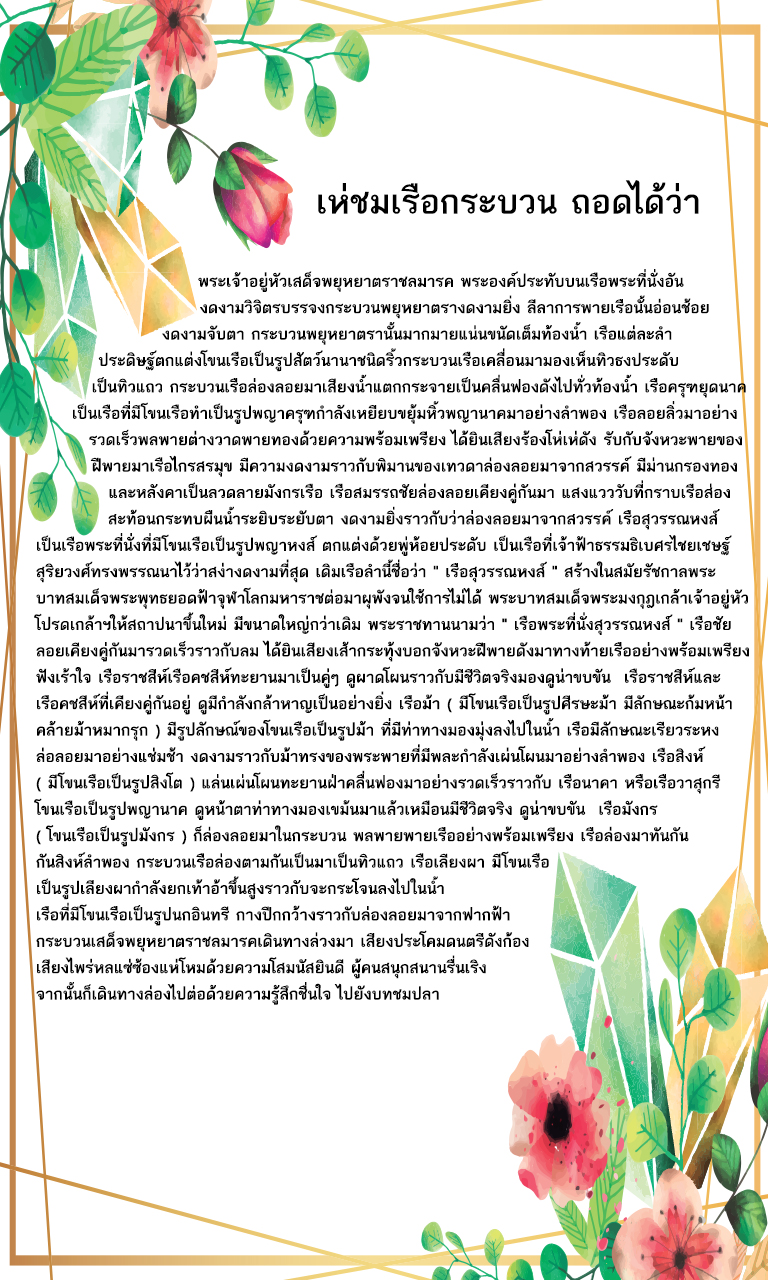 เห่ชมเรือกระบวน ถอดได้ว่า
พระเจ้าอยู่หัวเสด็จพยุหยาตราชลมารค พระองค์ประทับบนเรือพระที่นั่งอัน
งดงามวิจิตรบรรจงกระบวนพยุหยาตรางดงามยิ่ง ลีลาการพายเรือนั้นอ่อนช้อย
งดงามจับตา กระบวนพยุหยาตรานั้นมากมายแน่นขนัดเต็มท้องน้ำ เรือแต่ละลำ
ประดิษฐ์ตกแต่งโขนเรือเป็นรูปสัตว์นานาชนิดริ้วกระบวนเรือเคลื่อนมามองเห็นทิวธงประดับ
เป็นทิวแถว กระบวนเรือล่องลอยมาเสียงน้ำแตกกระจายเป็นคลื่นฟองดังไปทั่วท้องน้ำ เรือครุฑยุดนาค
เป็นเรือที่มีโขนเรือทำเป็นรูปพญาครุฑกำลังเหยียบขยุ้มหิ้วพญานาคมาอย่างลำพอง เรือลอยลิ่วมาอย่าง
รวดเร็วพลพายต่างวาดพายทองด้วยความพร้อมเพรียง ได้ยินเสียงร้องโห่เห่ดัง รับกับจังหวะพายของ
ฝีพายมาเรือไกรสรมุข มีความงดงามราวกับพิมานของเทวดาล่องลอยมาจากสวรรค์ มีม่านกรองทอง
และหลังคาเป็นลวดลายมังกรเรือ เรือสมรรถชัยล่องลอยเคียงคู่กันมา แสงแวววับที่กราบเรือส่อง
สะท้อนกระทบผืนน้ำระยิบระยับตา งดงามยิ่งราวกับว่าล่องลอยมาจากสวรรค์ เรือสุวรรณหงส์
เป็นเรือพระที่นั่งที่มีโขนเรือเป็นรูปพญาหงส์ ตกแต่งด้วยพู่ห้อยประดับ เป็นเรือที่เจ้าฟ้าธรรมธิเบศรไชยเชษฐ์
สุริยวงศ์ทรงพรรณนาไว้ว่าสง่างดงามที่สุด เดิมเรือลำนี้ชื่อว่า " เรือสุวรรณหงส์ " สร้างในสมัยรัชกาลพระ
บาทสมเด็จพระพุทธยอดฟ้าจุฬาโลกมหาราชต่อมาผุพังจนใช้การไม่ได้ พระบาทสมเด็จพระมงกุฎเกล้าเจ้าอยู่หัว
โปรดเกล้าฯให้สถาปนาขึ้นใหม่ มีขนาดใหญ่กว่าเดิม พระราชทานนามว่า " เรือพระที่นั่งสุวรรณหงส์ " เรือชัย
ลอยเคียงคู่กันมารวดเร็วราวกับลม ได้ยินเสียงเส้ากระทุ้งบอกจังหวะฝีพายดังมาทางท้ายเรืออย่างพร้อมเพรียง
ฟังเร้าใจ เรือราชสีห์เรือคชสีห์ทะยานมาเป็นคู่ๆ ดูผาดโผนราวกับมีชีวิตจริงมองดูน่าขบขัน เรือราชสีห์และ
เรือคชสีห์ที่เคียงคู่กันอยู่ ดูมีกำลังกล้าหาญเป็นอย่างยิ่ง เรือม้า ( มีโขนเรือเป็นรูปศีรษะม้า มีลักษณะก้มหน้า
คล้ายม้าหมากรุก ) มีรูปลักษณ์ของโขนเรือเป็นรูปม้า ที่มีท่าทางมองมุ่งลงไปในน้ำ เรือมีลักษณะเรียวระหง
ล่อลอยมาอย่างแช่มช้า งดงามราวกับม้าทรงของพระพายที่มีพละกำลังเผ่นโผนมาอย่างลำพอง เรือสิงห์
( มีโขนเรือเป็นรูปสิงโต ) แล่นเผ่นโผนทะยานฝ่าคลื่นฟองมาอย่างรวดเร็วราวกับ เรือนาคา หรือเรือวาสุกรี
โขนเรือเป็นรูปพญานาค ดูหน้าตาท่าทางมองเขม้นมาแล้วเหมือนมีชีวิตจริง ดูน่าขบขัน เรือมังกร
( โขนเรือเป็นรูปมังกร ) ก็ล่องลอยมาในกระบวน พลพายพายเรืออย่างพร้อมเพรียง เรือล่องมาทันกัน
กันสิงห์ลำพอง กระบวนเรือล่องตามกันเป็นมาเป็นทิวแถว เรือเลียงผา มีโขนเรือ
เป็นรูปเลียงผากำลังยกเท้าอ้าขึ้นสูงราวกับจะกระโจนลงไปในน้ำ
เรือที่มีโขนเรือเป็นรูปนกอินทรี กางปีกกว้างราวกับล่องลอยมาจากฟากฟ้า
กระบวนเสด็จพยุหยาตราชลมารคเดินทางล่วงมา เสียงประโคมดนตรีดังก้อง
เสียงไพร่หลแซ่ซ้องแห่โหมด้วยความโสมนัสยินดี ผู้คนสนุกสนานรื่นเริง
จากนั้นก็เดินทางล่องไปต่อด้วยความรู้สึกชื่นใจ ไปยังบทชมปลา